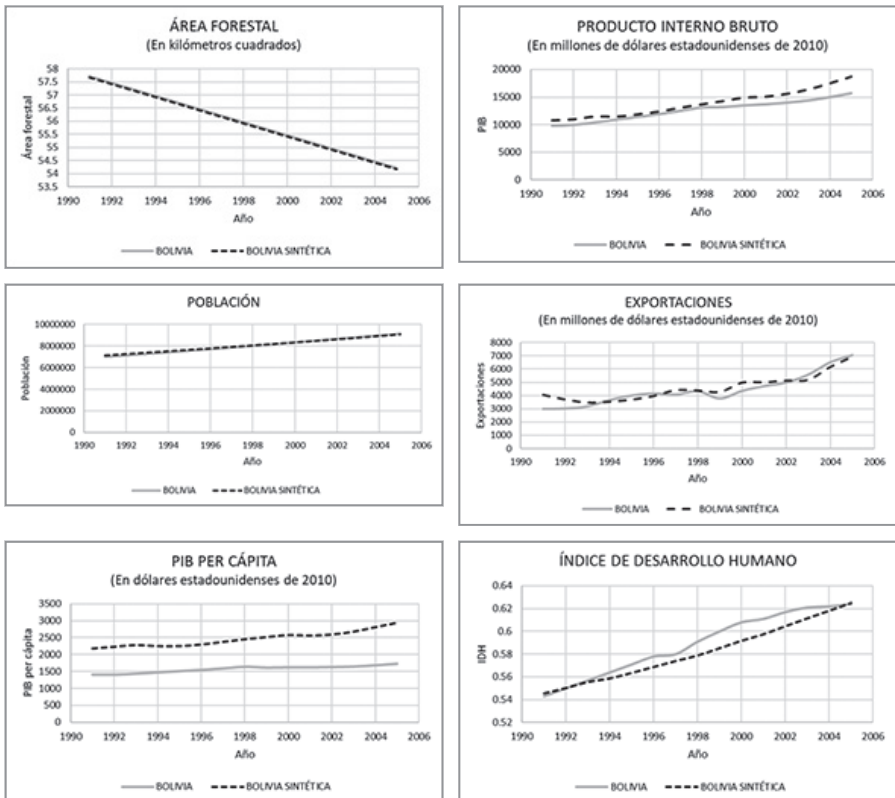 ÁREA FORESTAL
(En kilómetros cuadrados)
Área forestal
58
57.5
57
56.5
56
55.5
55
54.5
54
53.5
1990 1992 1994 1996 1998 2000 2002 2004 2006
Año
BOLIVIA BOLIVIA SINTÉTICA
PRODUCTO INTERNO BRUTO
(En millones de dólares estadounidenses de 2010)
PIB
20000
15000
10000
5000
0
1990 1992 1994 1996 1998 2000 2002 2004 2006
Año
BOLIVIA BOLIVIA SINTÉTICA
POBLACIÓN
Población
10000000
8000000
6000000
4000000
2000000
0
1990 1992 1994 1996 1998 2000 2002 2004 2006
Año
BOLIVIA BOLIVIA SINTÉTICA
EXPORTACIONES
(En millones de dólares estadounidenses de 2010)
Exportaciones
8000
7000
6000
5000
4000
3000
2000
1000
0
1990 1992 1994 1996 1998 2000 2002 2004 2006
Año
BOLIVIA BOLIVIA SINTÉTICA
PIB PER CÁPITA
(En dólares estadounidenses de 2010)
PIB per cápita
3500
3000
2500
2000
1500
1000
500
0
1990 1992 1994 1996 1998 2000 2002 2004 2006
Año
BOLIVIA BOLIVIA SINTÉTICA
ÍNDICE DE DESARROLLO HUMANO
IDH
0.64
0.62
0.6
0.58
0.56
0.54
0.52
1990 1992 1994 1996 1998 2000 2002 2004 2006
Año
BOLIVIA BOLIVIA SINTÉTICA